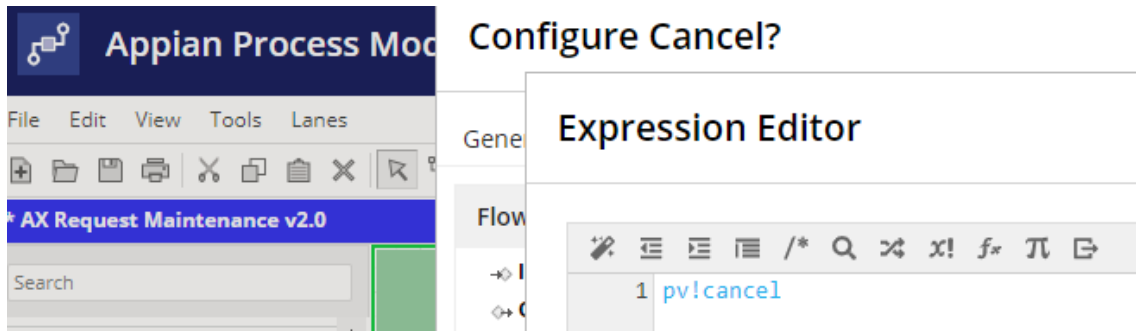 Appian Process Mod
Configure Cancel?
File Edit View Tools Lanes
Gene
Expression Editor
* AX Request Maintenance v2.0
Flow
Search
/* x! fx π
1 pv!cancel